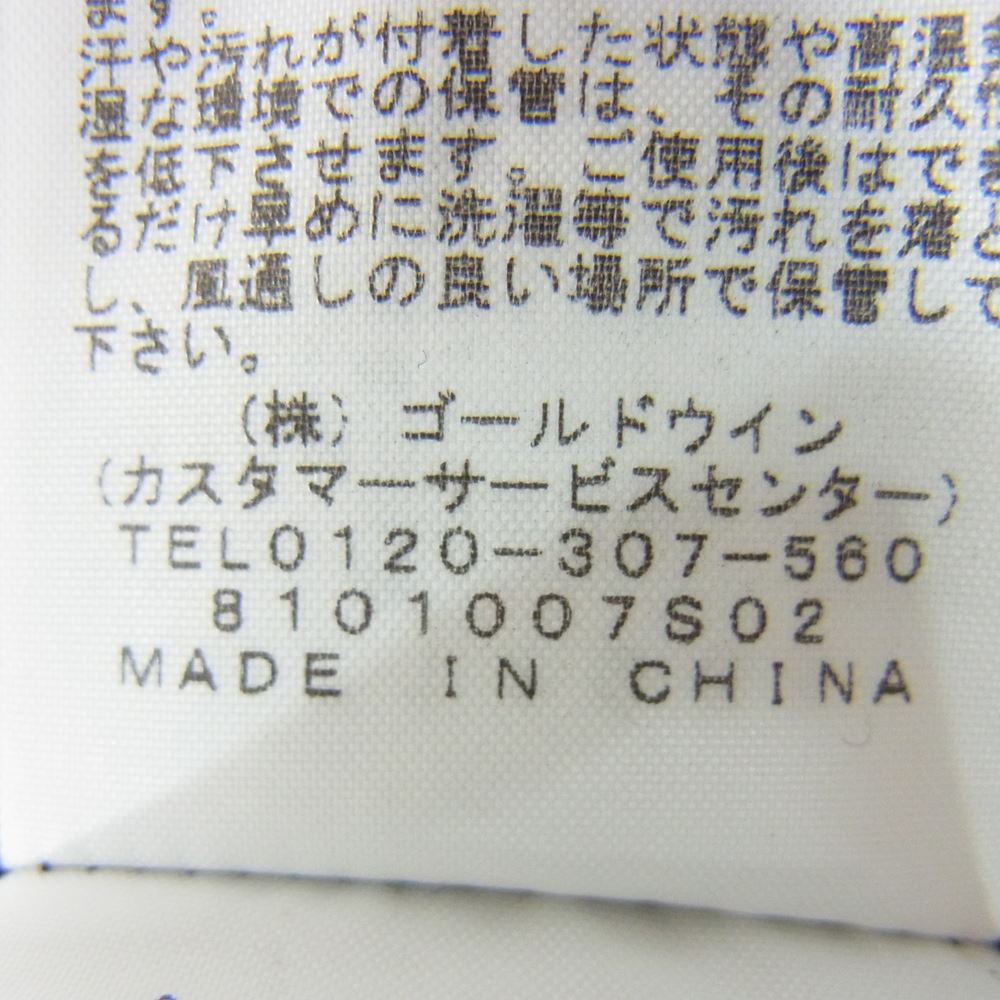 ます。
汗や汚れが付着した状態や高温
湿な環境での保管は、その耐久
を低下させます。ご使用後はで
るだけ早めに洗濯等で汚れを落と
し、風通しの良い場所で保管して
下さい。
(株) ゴールドウイン
(カスタマーサービスセンター)
TEL0120-307-560
8101007S02
MADE IN CHINA